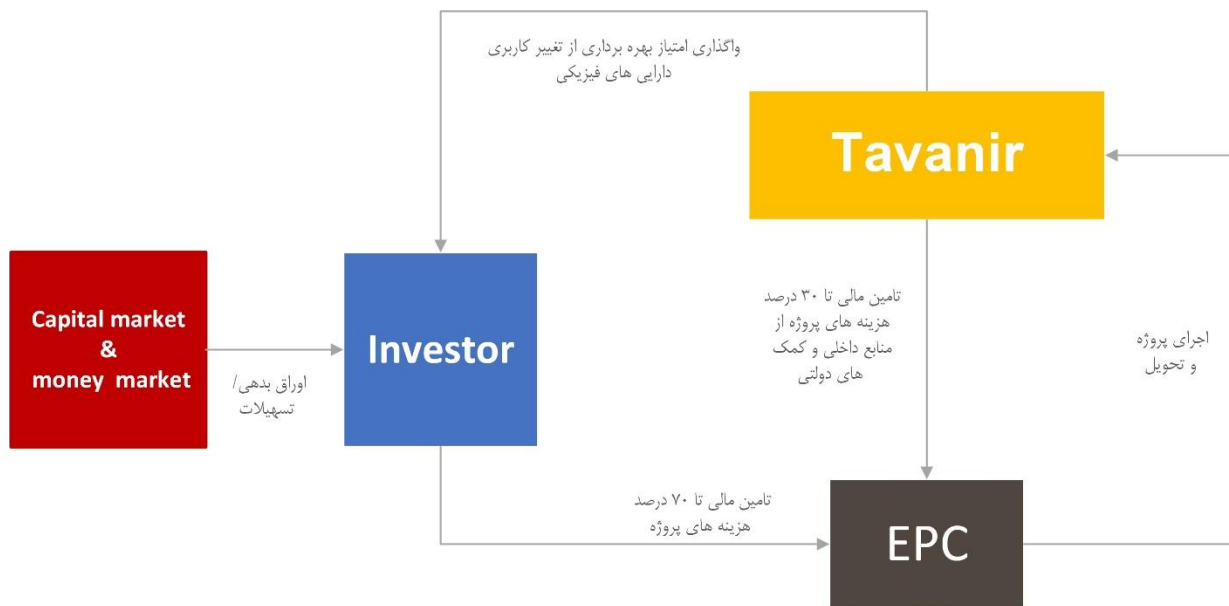 واگذاری امتیاز بهره برداری از تغییر کاربری
دارایی های فیزیکی
Tavanir
Capital market
&
money market
Investor
اوراق بدهی/
تسهیلات
تامین مالی تا ۳۰ درصد
هزینه های پروژه از
منابع داخلی و کمک
های دولتی
اجرای پروژه
و تحویل
تامین مالی تا ۷۰ درصد
هزینه های پروژه
EPC